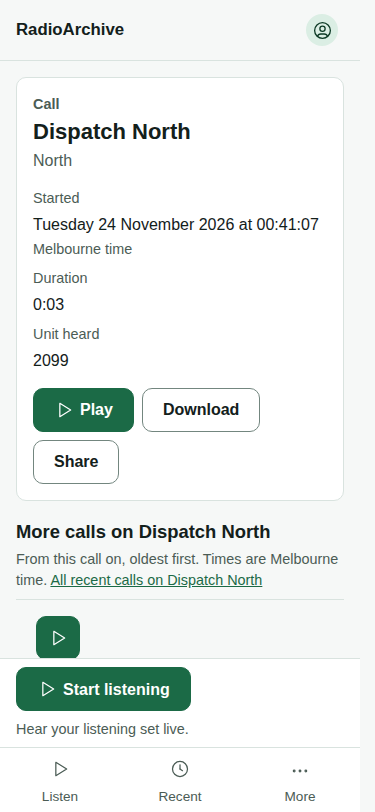 RadioArchive
Call
Dispatch North
North
Started
Tuesday 24 November 2026 at 00:41:07
Melbourne time
Duration
0:03
Unit heard
2099
Play
Download
Share
More calls on Dispatch North
From this call on, oldest first. Times are Melbourne
time. All recent calls on Dispatch North
Start listening
Hear your listening set live.
Listen
Recent
More